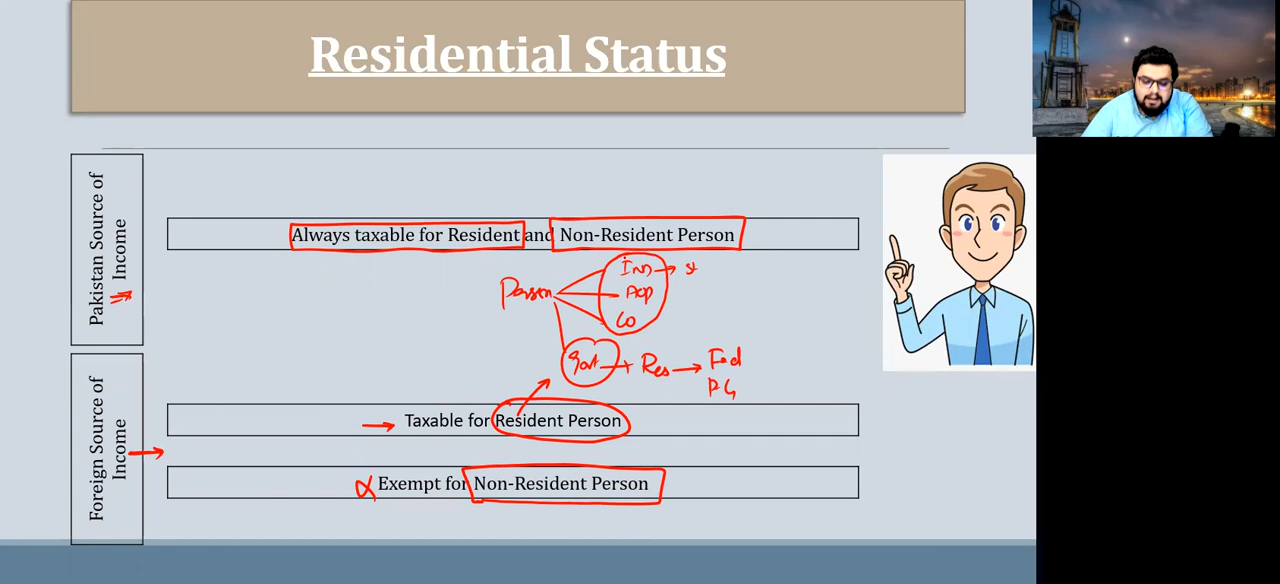 Residential Status
Pakistan Source of
Income
Always taxable for Resident and Non-Resident Person
Person
Ind
AOP
Co
Govt
Res
Fed
PG
Foreign Source of
Income
Taxable for Resident Person
Exempt for Non-Resident Person